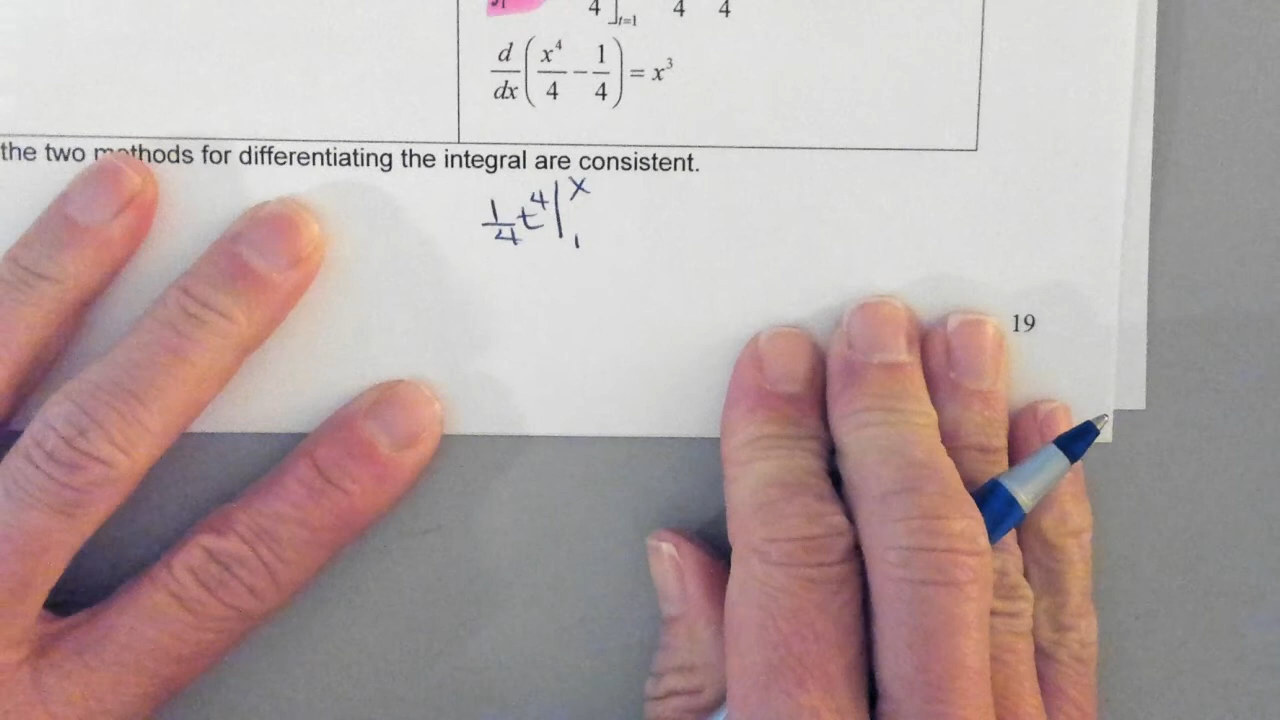 4 ]t=1 4 4
d/dx (x⁴/4 − 1/4) = x³
the two methods for differentiating the integral are consistent.
1/4 t⁴ |₁ˣ
19